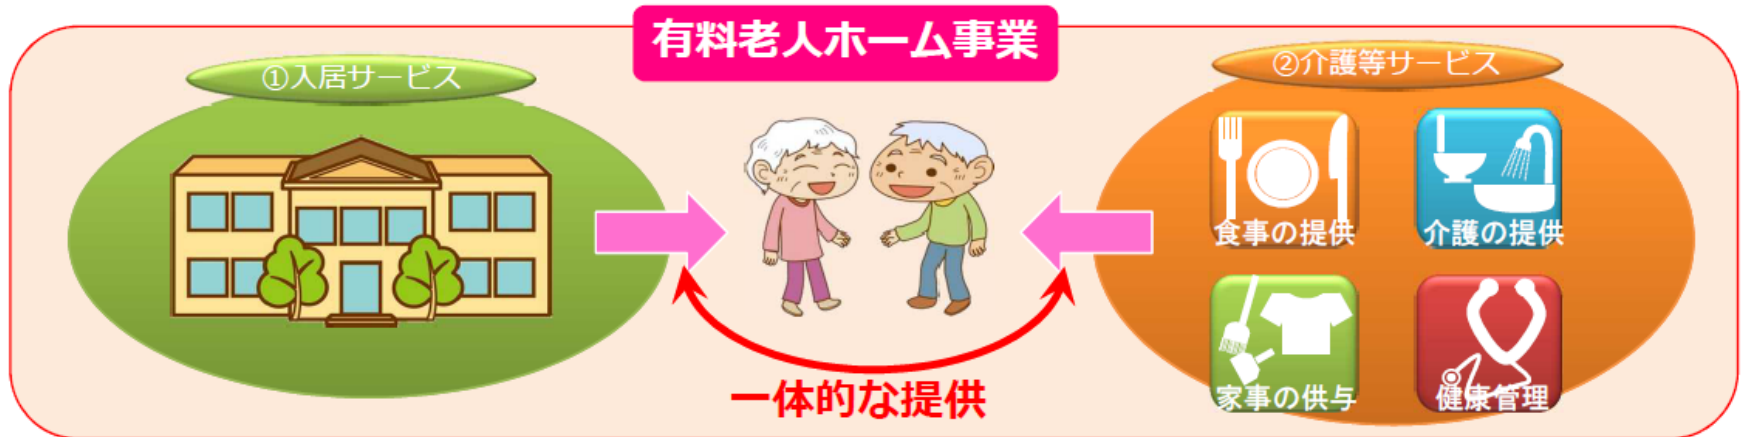 有料老人ホーム事業
①入居サービス
②介護等サービス
食事の提供
介護の提供
家事の供与
健康管理
一体的な提供